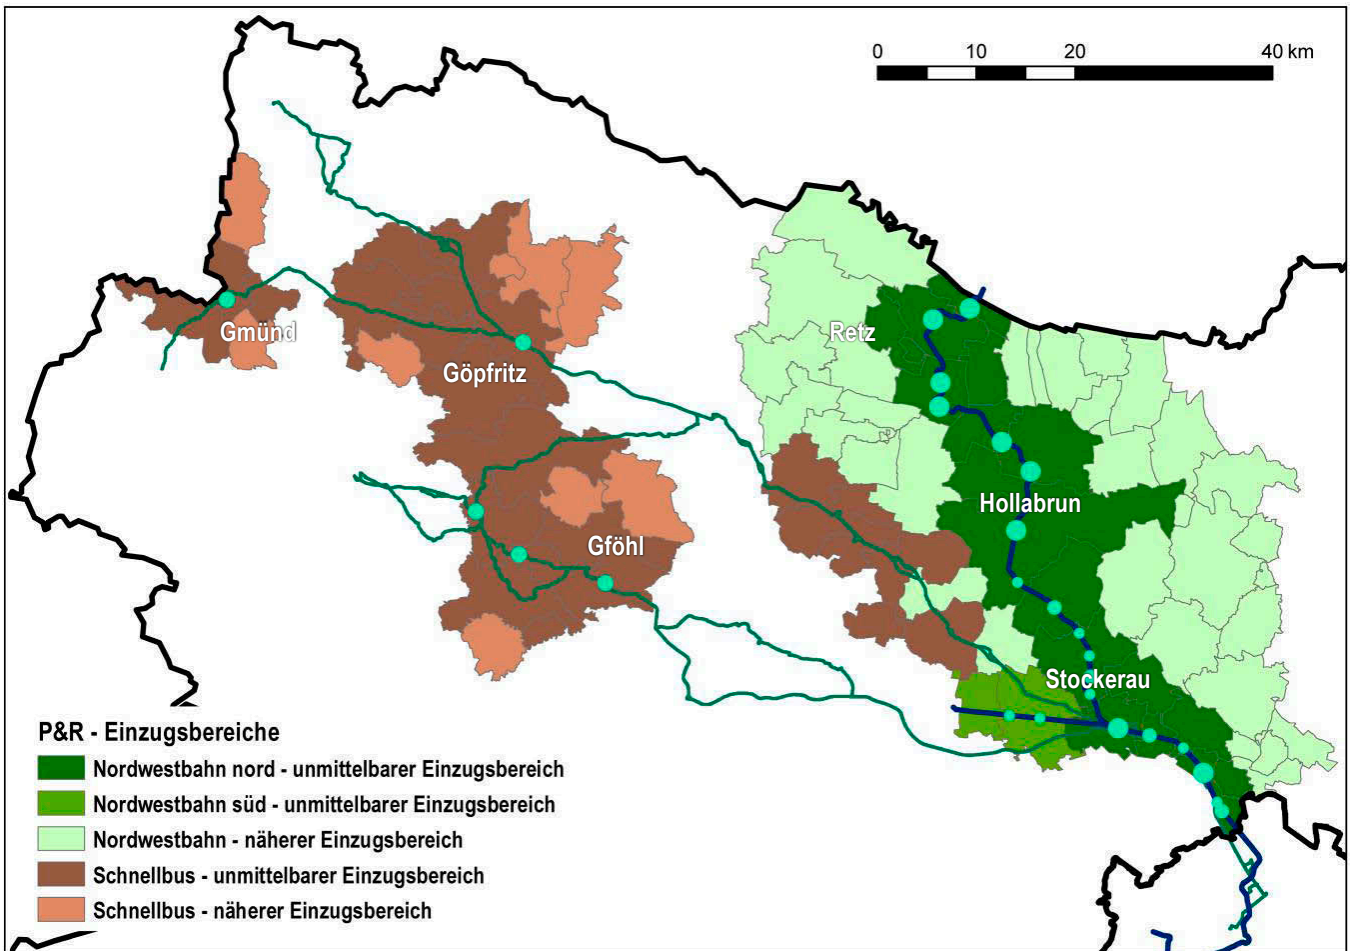 0 10 20 40 km
Retz
Gmünd
Göpfritz
Hollabrun
Gföhl
Stockerau
P&R - Einzugsbereiche
Nordwestbahn nord - unmittelbarer Einzugsbereich
Nordwestbahn süd - unmittelbarer Einzugsbereich
Nordwestbahn - näherer Einzugsbereich
Schnellbus - unmittelbarer Einzugsbereich
Schnellbus - näherer Einzugsbereich